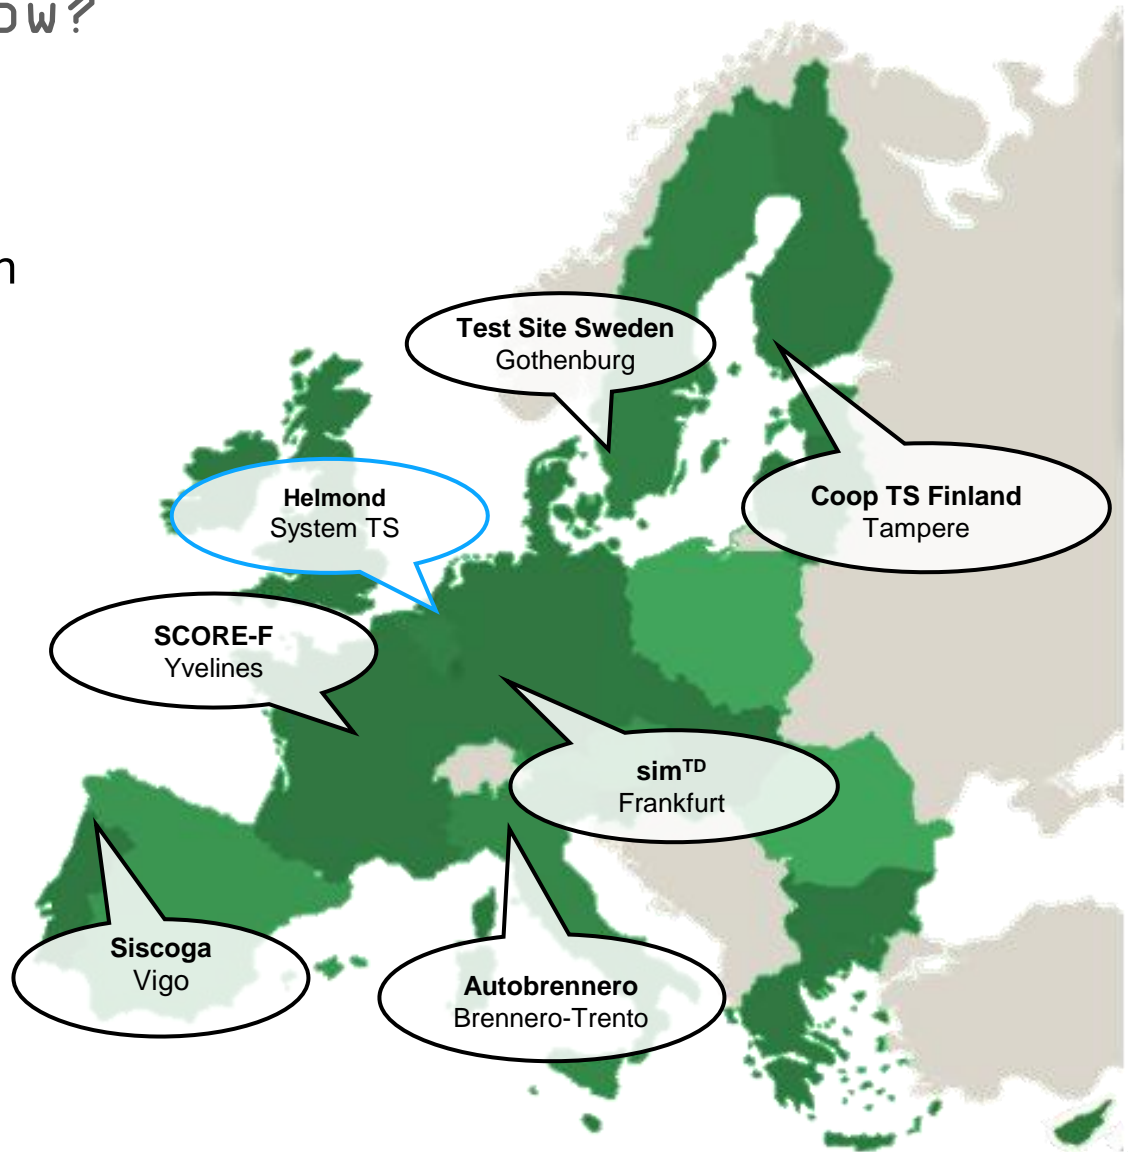 ow?
n
Test Site Sweden
Gothenburg
Helmond
System TS
Coop TS Finland
Tampere
SCORE-F
Yvelines
simTD
Frankfurt
Siscoga
Vigo
Autobrennero
Brennero-Trento